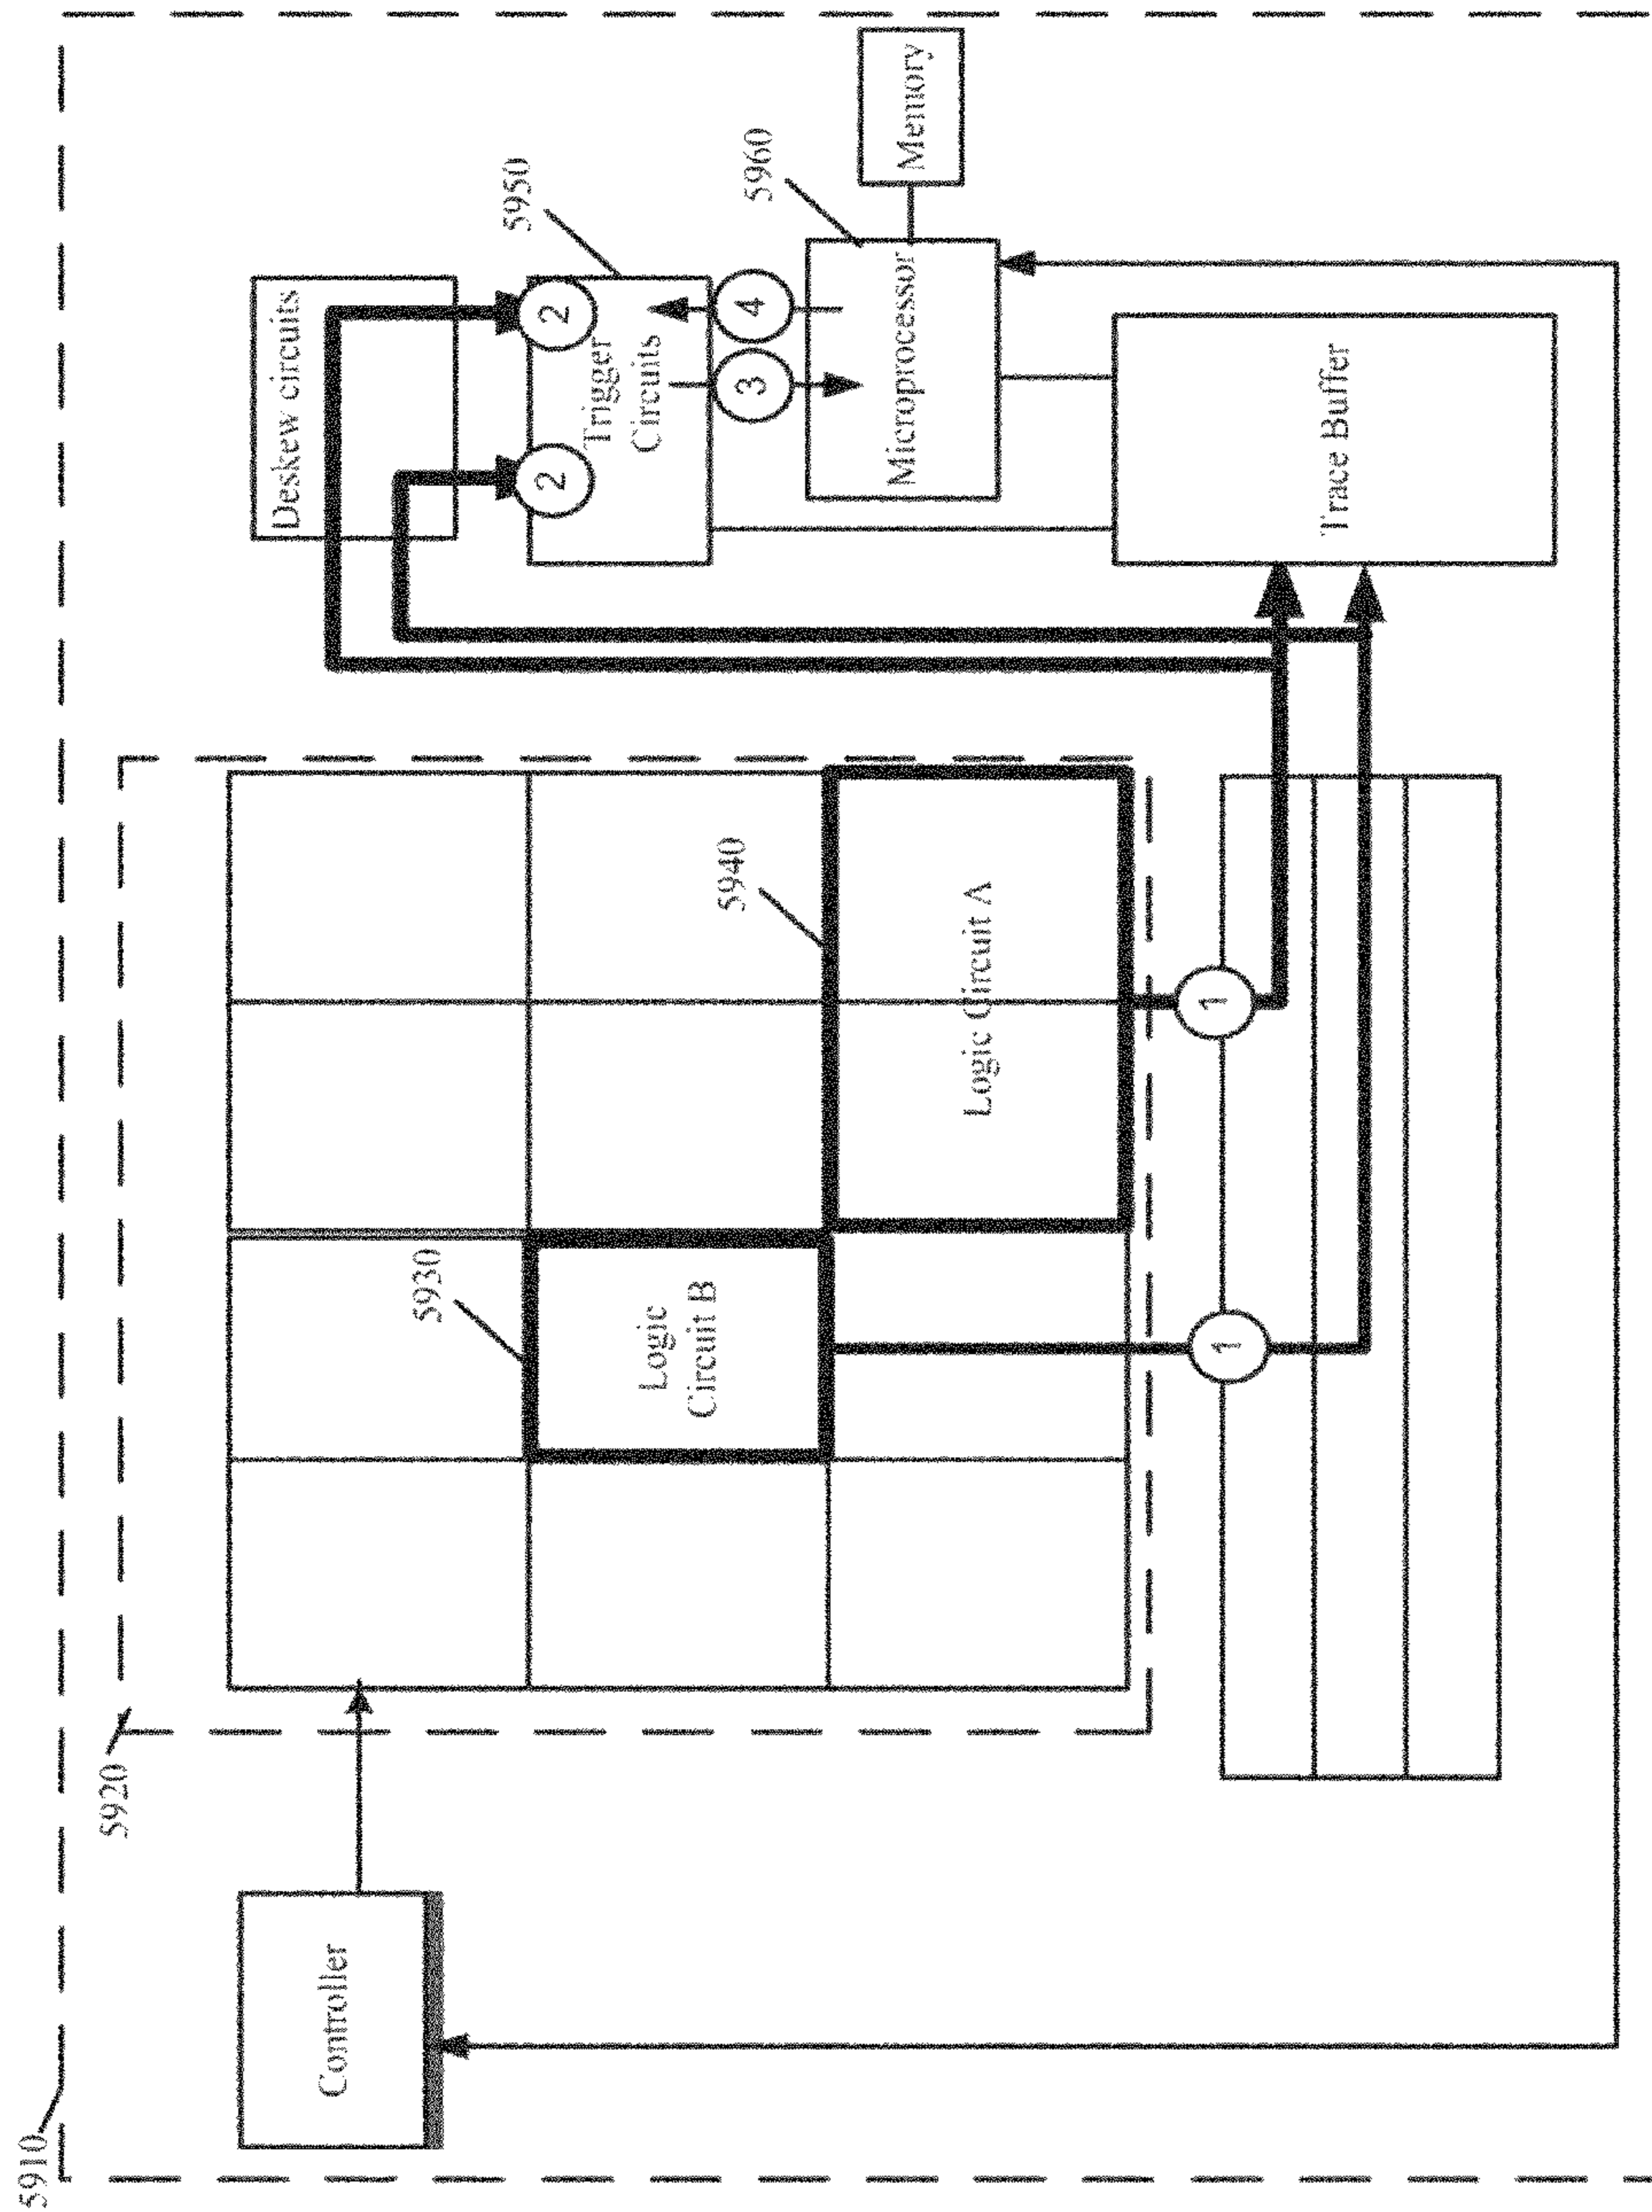 5910
5920
Controller
5930
Logic
Circuit B
5940
Logic Circuit A
1
1
Deskew circuits
5950
2
2
Trigger
Circuits
3
4
5960
Microprocessor
Memory
Trace Buffer